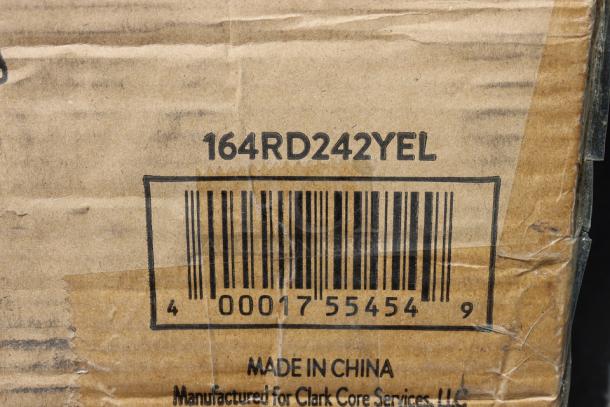 164RD242YEL
4 00017 55454 9
MADE IN CHINA
Manufactured for Clark Core Services, LLC